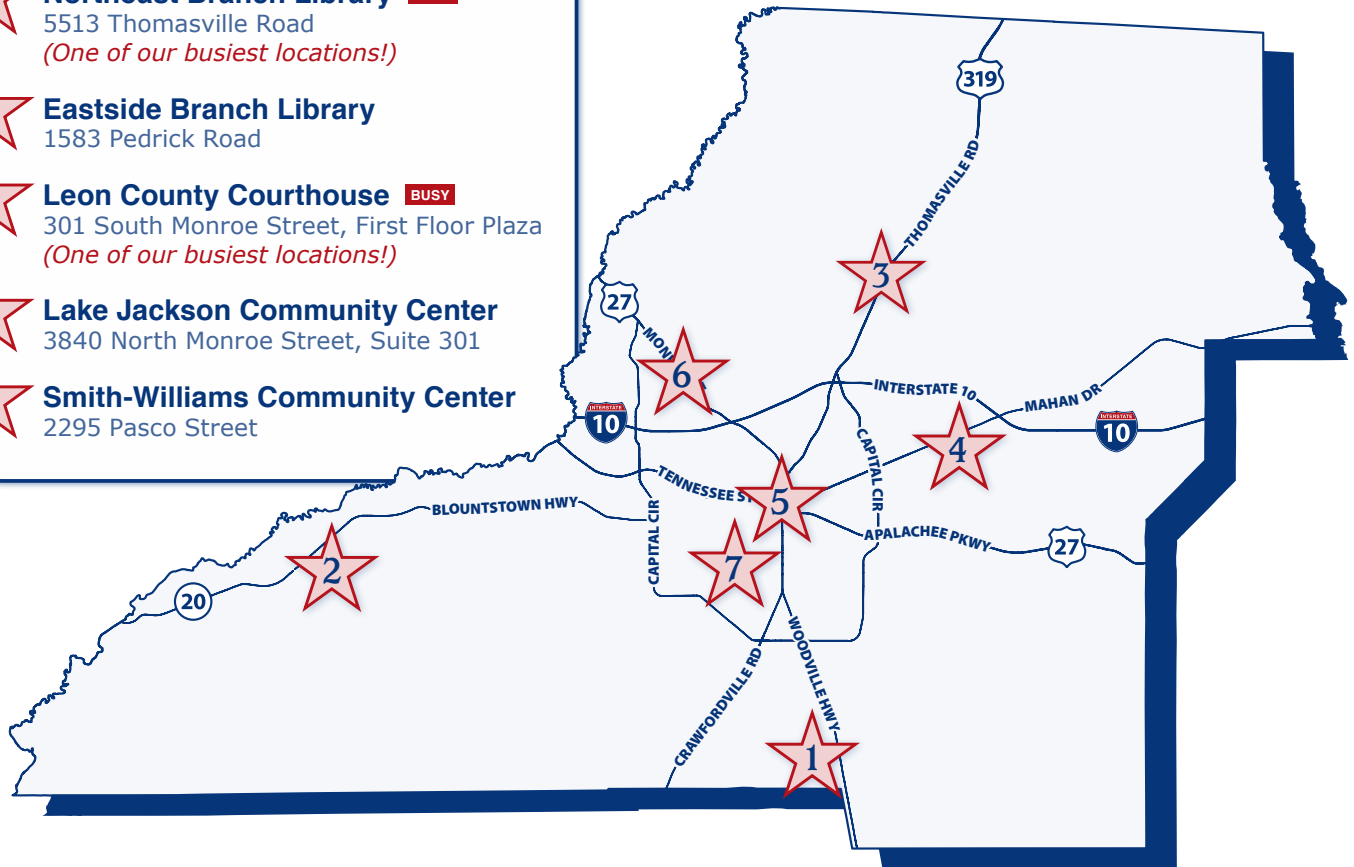 Northeast Branch Library
5513 Thomasville Road
(One of our busiest locations!)
Eastside Branch Library
1583 Pedrick Road
Leon County Courthouse BUSY
301 South Monroe Street, First Floor Plaza
(One of our busiest locations!)
Lake Jackson Community Center
3840 North Monroe Street, Suite 301
Smith-Williams Community Center
2295 Pasco Street
319
THOMASVILLE RD
3
27
6
INTERSTATE
10
INTERSTATE 10
MAHAN DR
INTERSTATE
10
CAPITAL CIR
4
TENNESSEE ST
5
BLOUNTSTOWN HWY
CAPITAL CIR
APALACHEE PKWY
27
7
2
20
WOODVILLE HWY
CRAWFORDVILLE RD
1